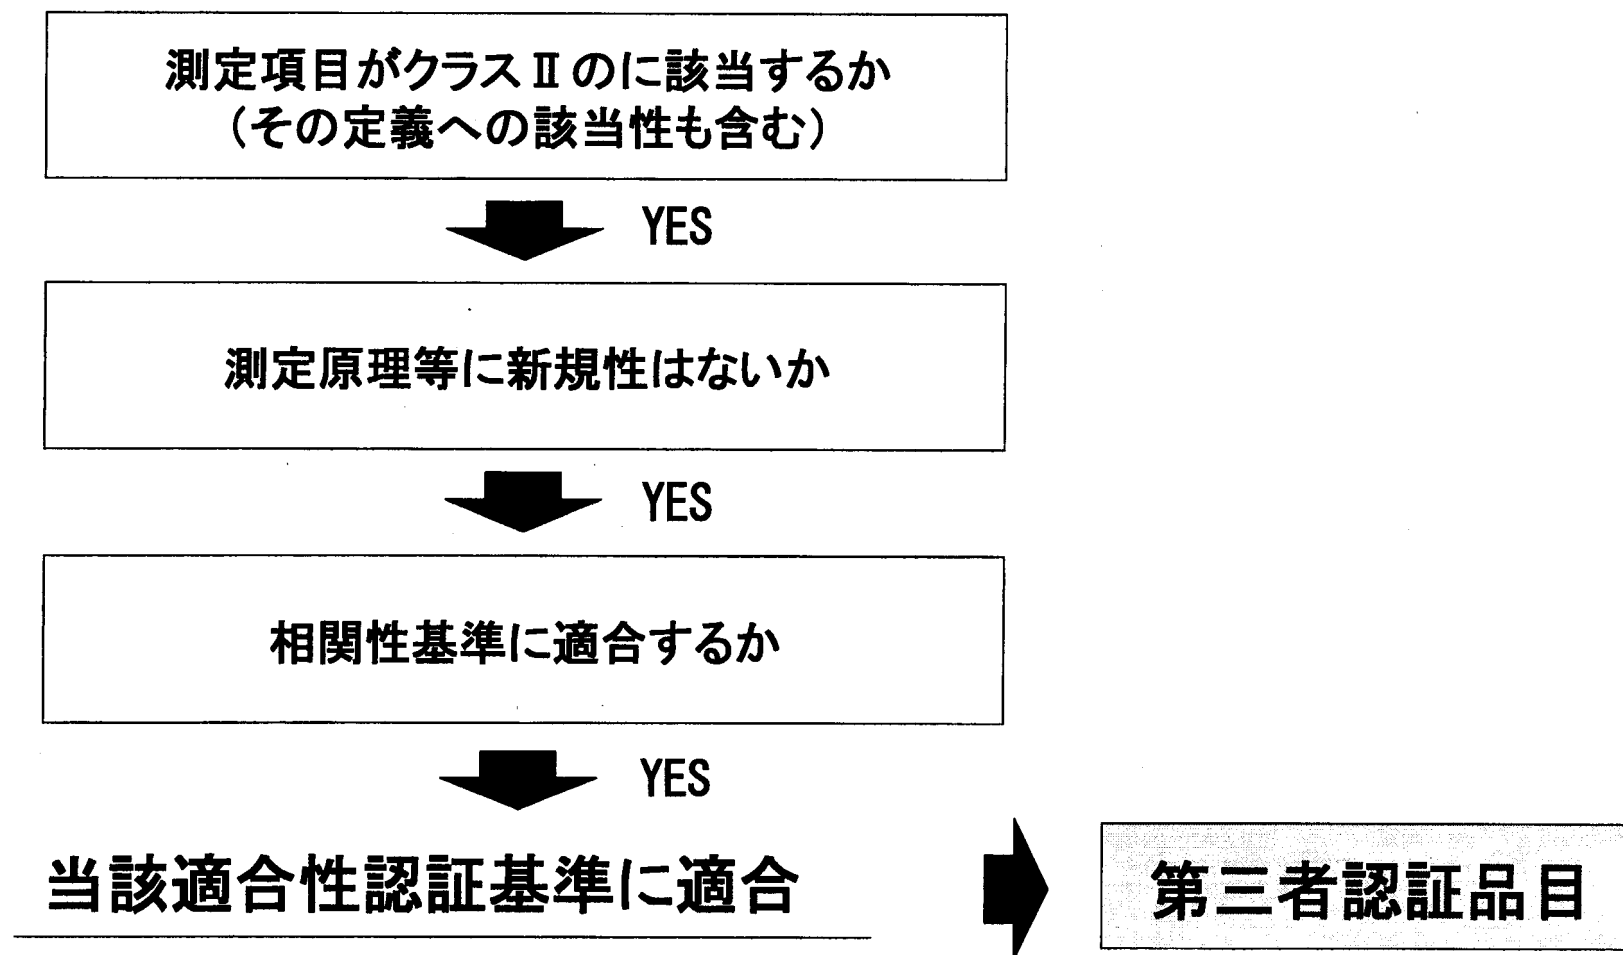 測定項目がクラスⅡのに該当するか
（その定義への該当性も含む）
YES
測定原理等に新規性はないか
YES
相関性基準に適合するか
YES
当該適合性認証基準に適合
第三者認証品目